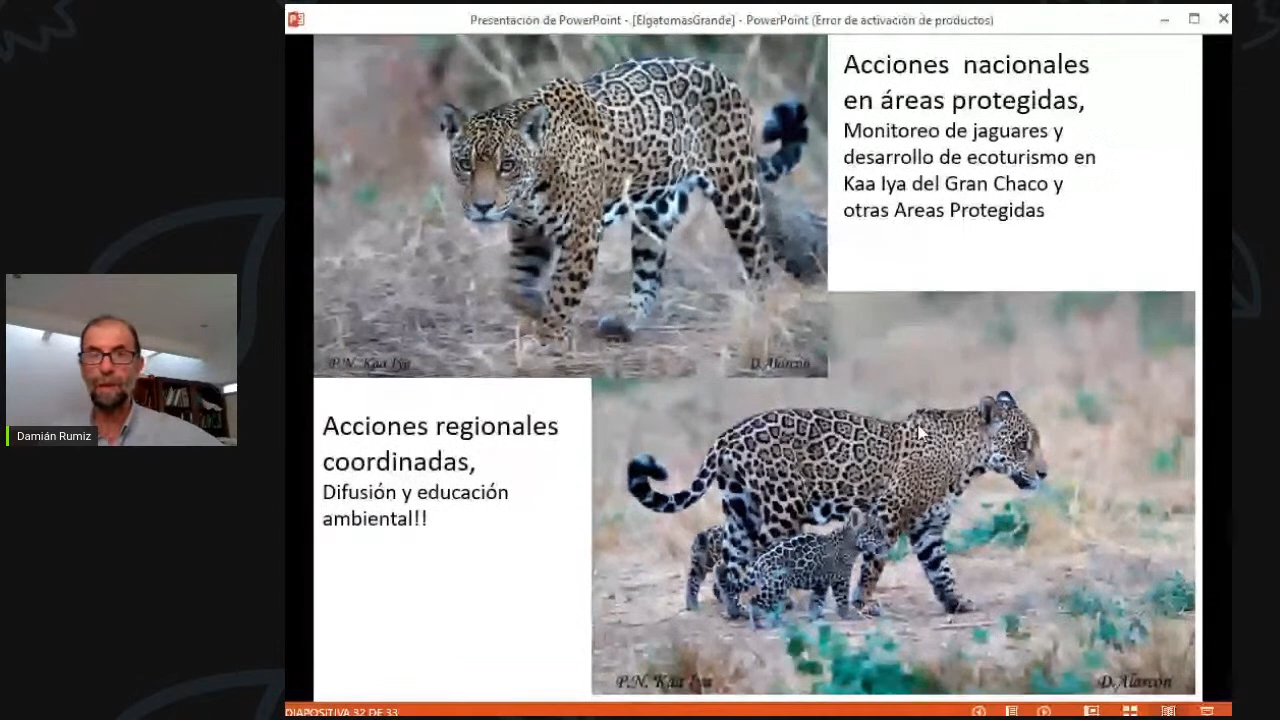 Presentación de PowerPoint - [ElgatomasGrande] - PowerPoint (Error de activación de productos)
Acciones nacionales
en áreas protegidas,
Monitoreo de jaguares y
desarrollo de ecoturismo en
Kaa Iya del Gran Chaco y
otras Areas Protegidas
P.N. Kaa Iya
D. Alarcón
Damián Rumiz
Acciones regionales
coordinadas,
Difusión y educación
ambiental!!
P.N. Kaa Iya
D. Alarcón
DIAPOSITIVA 32 DE 33